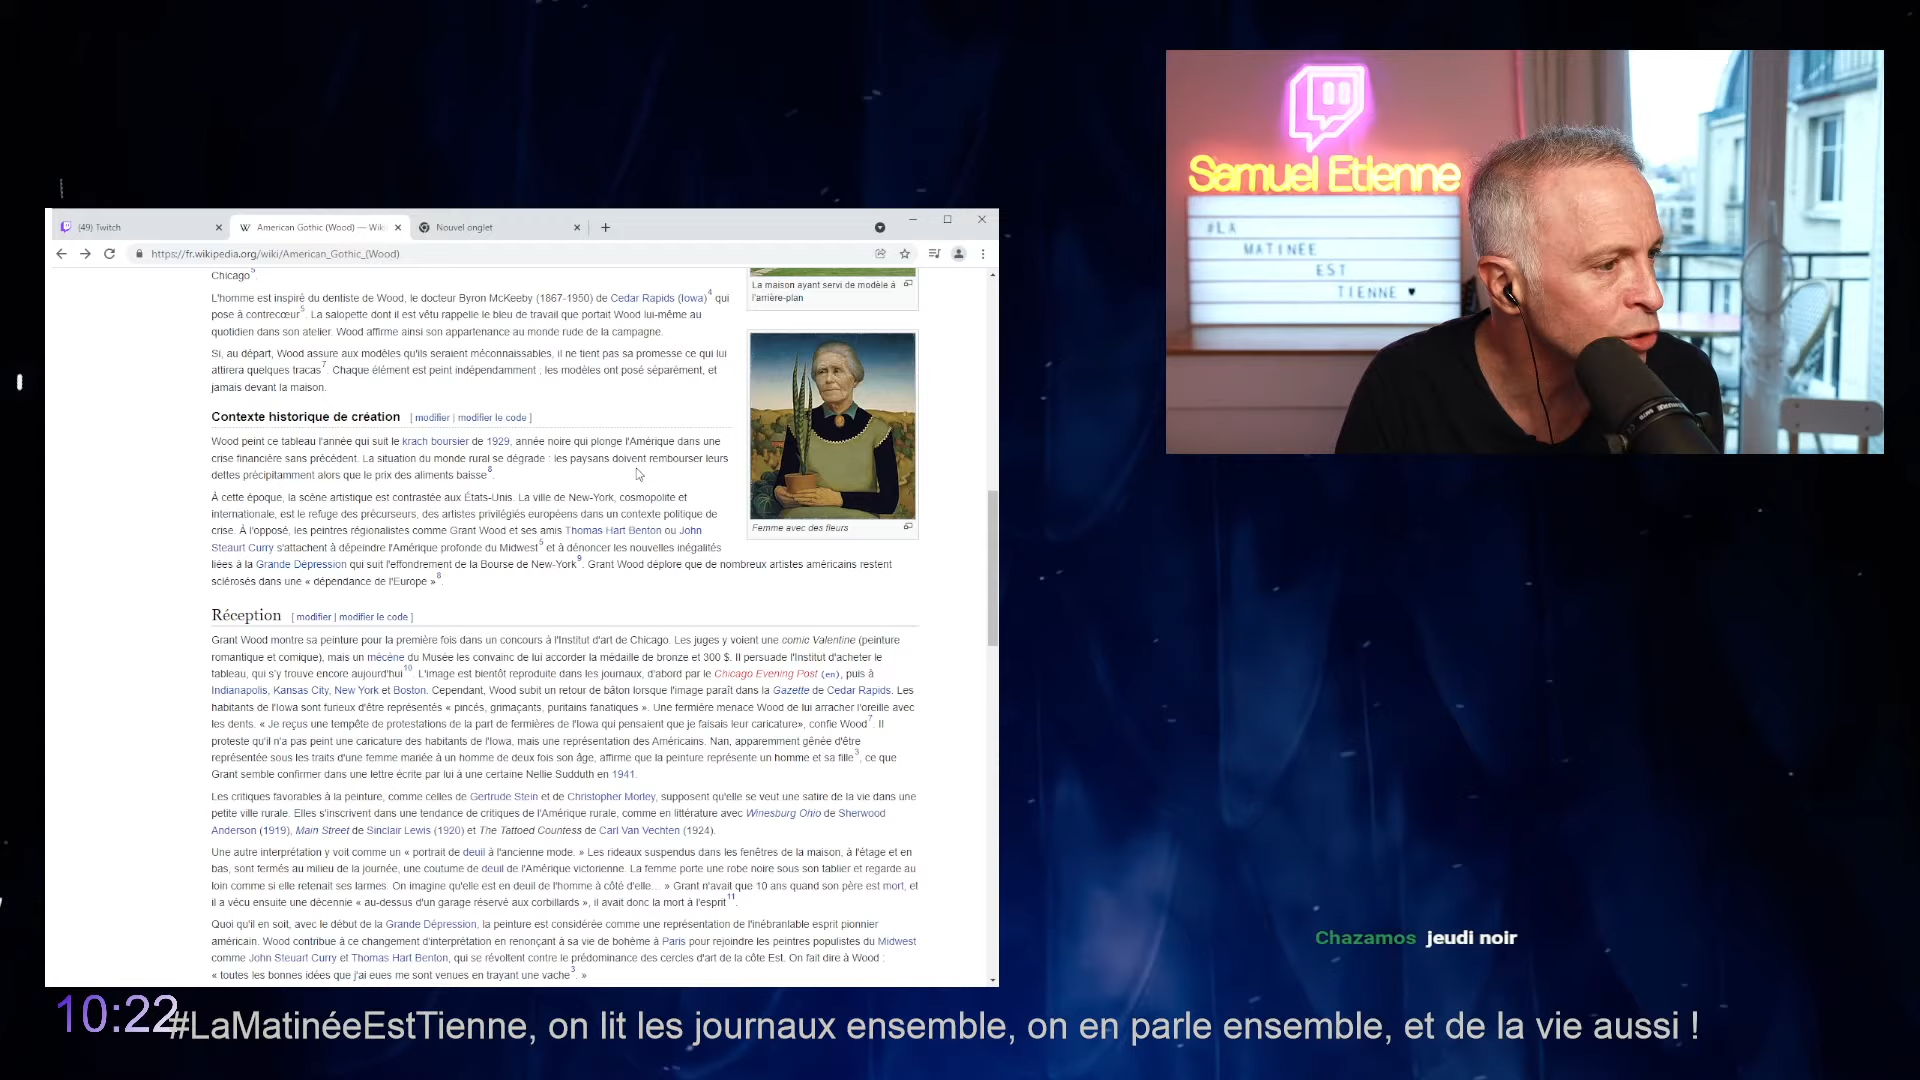 Samuel Etienne
#LA
MATINEE
EST
TIENNE ♥
(49) Twitch
American Gothic (Wood) — Wiki
Nouvel onglet
https://fr.wikipedia.org/wiki/American_Gothic_(Wood)
Chicago5.
L'homme est inspiré du dentiste de Wood, le docteur Byron McKeeby (1867-1950) de Cedar Rapids (Iowa)4 qui
pose à contrecœur5. La salopette dont il est vêtu rappelle le bleu de travail que portait Wood lui-même au
quotidien dans son atelier. Wood affirme ainsi son appartenance au monde rude de la campagne.
Si, au départ, Wood assure aux modèles qu'ils seraient méconnaissables, il ne tient pas sa promesse ce qui lui
attirera quelques tracas7. Chaque élément est peint indépendamment ; les modèles ont posé séparément, et
jamais devant la maison.
La maison ayant servi de modèle à
l'arrière-plan
Femme avec des fleurs
Contexte historique de création [ modifier | modifier le code ]
Wood peint ce tableau l'année qui suit le krach boursier de 1929, année noire qui plonge l'Amérique dans une
crise financière sans précédent. La situation du monde rural se dégrade : les paysans doivent rembourser leurs
dettes précipitamment alors que le prix des aliments baisse8.
À cette époque, la scène artistique est contrastée aux États-Unis. La ville de New-York, cosmopolite et
internationale, est le refuge des précurseurs, des artistes privilégiés européens dans un contexte politique de
crise. À l'opposé, les peintres régionalistes comme Grant Wood et ses amis Thomas Hart Benton ou John
Steuart Curry s'attachent à dépeindre l'Amérique profonde du Midwest5 et à dénoncer les nouvelles inégalités
liées à la Grande Dépression qui suit l'effondrement de la Bourse de New-York9. Grant Wood déplore que de nombreux artistes américains restent
sclérosés dans une « dépendance de l'Europe »8.
Réception [ modifier | modifier le code ]
Grant Wood montre sa peinture pour la première fois dans un concours à l'Institut d'art de Chicago. Les juges y voient une comic Valentine (peinture
romantique et comique), mais un mécène du Musée les convainc de lui accorder la médaille de bronze et 300 $. Il persuade l'Institut d'acheter le
tableau, qui s'y trouve encore aujourd'hui10. L'image est bientôt reproduite dans les journaux, d'abord par le Chicago Evening Post (en), puis à
Indianapolis, Kansas City, New York et Boston. Cependant, Wood subit un retour de bâton lorsque l'image paraît dans la Gazette de Cedar Rapids. Les
habitants de l'Iowa sont furieux d'être représentés « pincés, grimaçants, puritains fanatiques ». Une fermière menace Wood de lui arracher l'oreille avec
les dents. « Je reçus une tempête de protestations de la part de fermières de l'Iowa qui pensaient que je faisais leur caricature», confie Wood7. Il
proteste qu'il n'a pas peint une caricature des habitants de l'Iowa, mais une représentation des Américains. Nan, apparemment gênée d'être
représentée sous les traits d'une femme mariée à un homme de deux fois son âge, affirme que la peinture représente un homme et sa fille3, ce que
Grant semble confirmer dans une lettre écrite par lui à une certaine Nellie Sudduth en 1941.
Les critiques favorables à la peinture, comme celles de Gertrude Stein et de Christopher Morley, supposent qu'elle se veut une satire de la vie dans une
petite ville rurale. Elles s'inscrivent dans une tendance de critiques de l'Amérique rurale, comme en littérature avec Winesburg Ohio de Sherwood
Anderson (1919), Main Street de Sinclair Lewis (1920) et The Tattoed Countess de Carl Van Vechten (1924).
Une autre interprétation y voit comme un « portrait de deuil à l'ancienne mode. » Les rideaux suspendus dans les fenêtres de la maison, à l'étage et en
bas, sont fermés au milieu de la journée, une coutume de deuil de l'Amérique victorienne. La femme porte une robe noire sous son tablier et regarde au
loin comme si elle retenait ses larmes. On imagine qu'elle est en deuil de l'homme à côté d'elle... » Grant n'avait que 10 ans quand son père est mort, et
il a vécu ensuite une décennie « au-dessus d'un garage réservé aux corbillards », il avait donc la mort à l'esprit11.
Quoi qu'il en soit, avec le début de la Grande Dépression, la peinture est considérée comme une représentation de l'inébranlable esprit pionnier
américain. Wood contribue à ce changement d'interprétation en renonçant à sa vie de bohème à Paris pour rejoindre les peintres populistes du Midwest
comme John Steuart Curry et Thomas Hart Benton, qui se révoltent contre le prédominance des cercles d'art de la côte Est. On fait dire à Wood :
« toutes les bonnes idées que j'ai eues me sont venues en trayant une vache3. »
Chazamos jeudi noir
10:22
#LaMatinéeEstTienne, on lit les journaux ensemble, on en parle ensemble, et de la vie aussi !